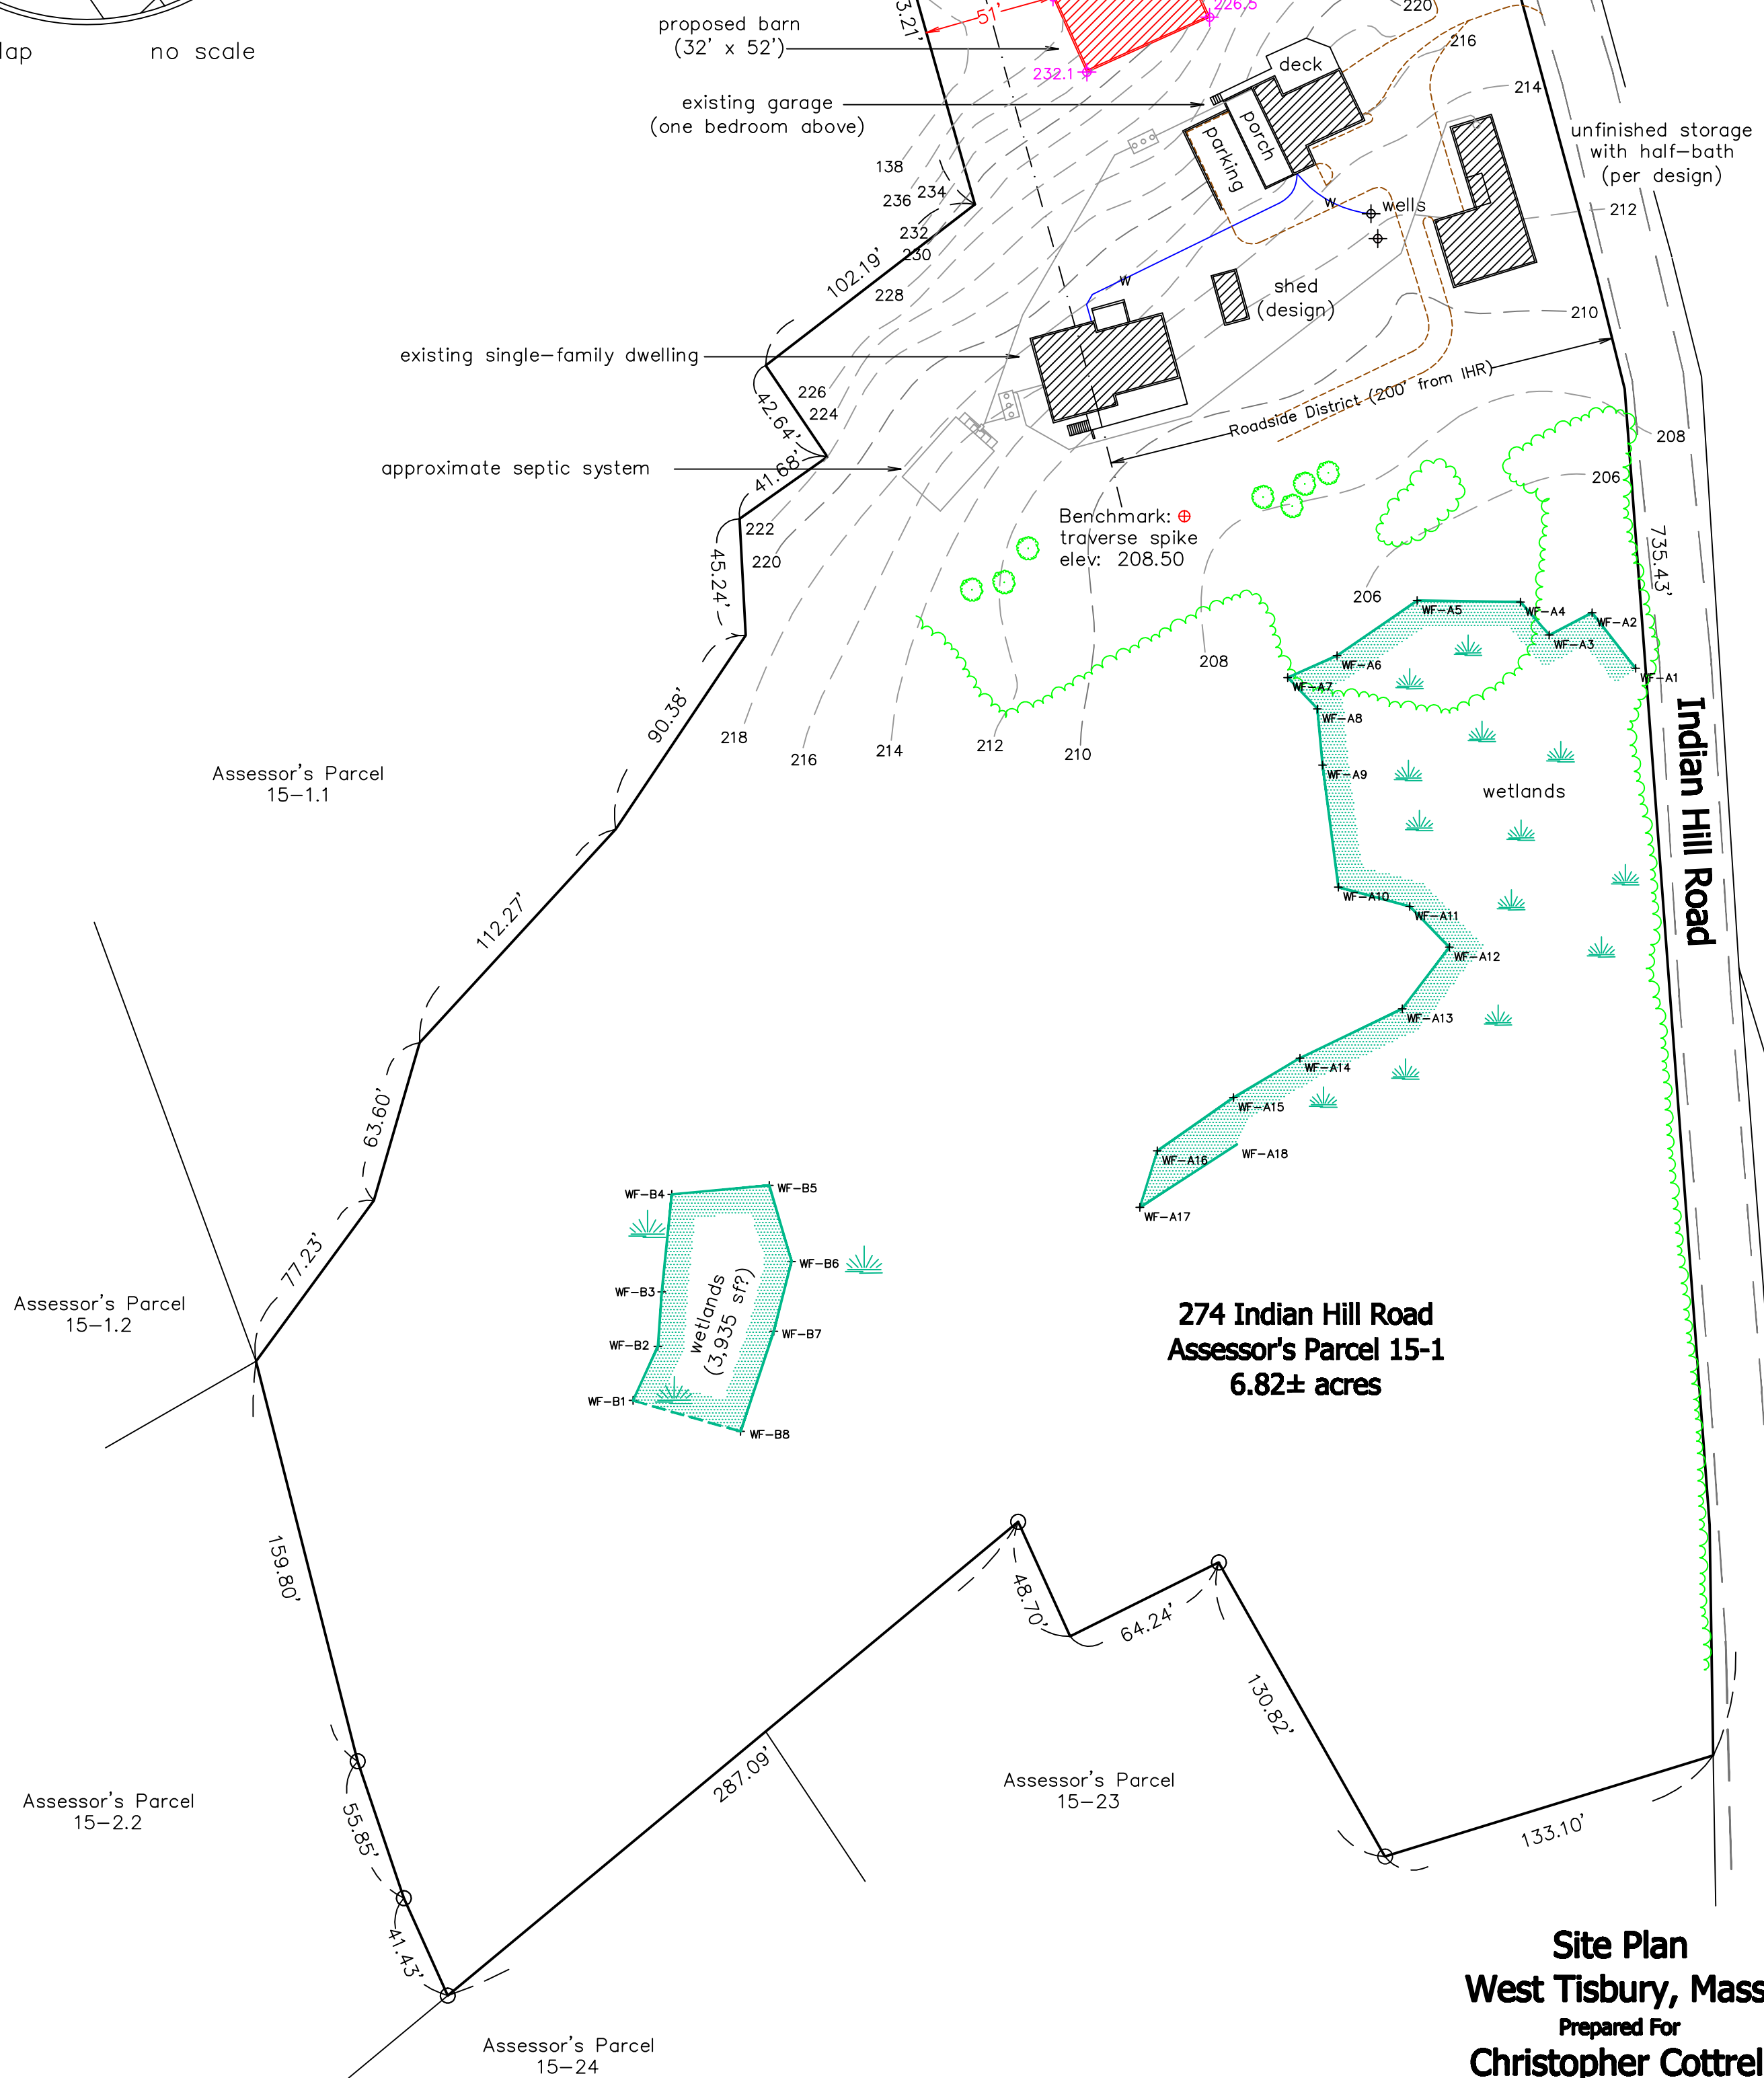 no scale
3.21'
51'
226.5
220
proposed barn
(32' x 52')
232.1
216
deck
existing garage
(one bedroom above)
porch
parking
214
unfinished storage
with half-bath
(per design)
138
236
234
232
230
228
102.19'
W
wells
212
W
shed
(design)
210
existing single-family dwelling
226
224
42.64'
Roadside District (200' from IHR)
208
206
approximate septic system
41.68'
222
220
45.24'
Benchmark:
traverse spike
elev: 208.50
735.43'
206
208
WF-A5
WF-A4
WF-A3
WF-A2
WF-A1
WF-A6
WF-A7
WF-A8
WF-A9
218
216
214
212
210
90.38'
Assessor's Parcel
15-1.1
wetlands
Indian Hill Road
WF-A10
WF-A11
WF-A12
WF-A13
WF-A14
WF-A15
WF-A16
WF-A18
WF-A17
112.27'
63.60'
77.23'
WF-B4
WF-B5
WF-B6
WF-B3
WF-B7
WF-B2
WF-B1
WF-B8
wetlands
(3,935 sf?)
Assessor's Parcel
15-1.2
274 Indian Hill Road
Assessor's Parcel 15-1
6.82± acres
159.80'
48.70'
64.24'
130.82'
287.09'
133.10'
Assessor's Parcel
15-23
Assessor's Parcel
15-2.2
55.85'
41.43'
Assessor's Parcel
15-24
Site Plan
West Tisbury, Mass
Prepared For
Christopher Cottrel